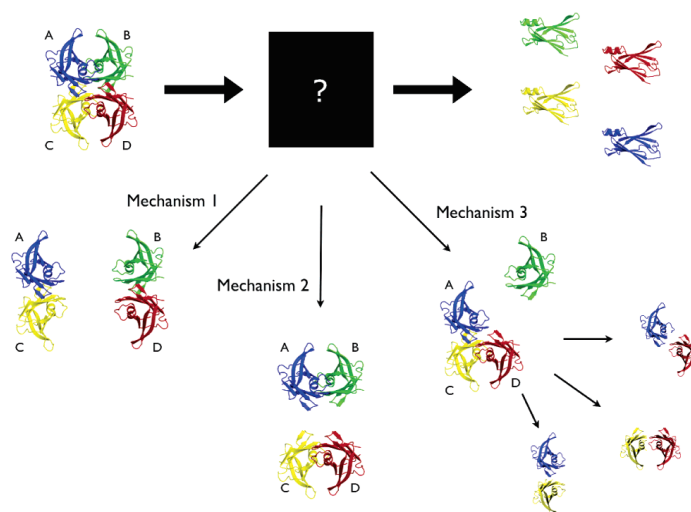 A B
?
C D
Mechanism 1
Mechanism 3
A B
B
Mechanism 2
A
A B
C D
C D
C D